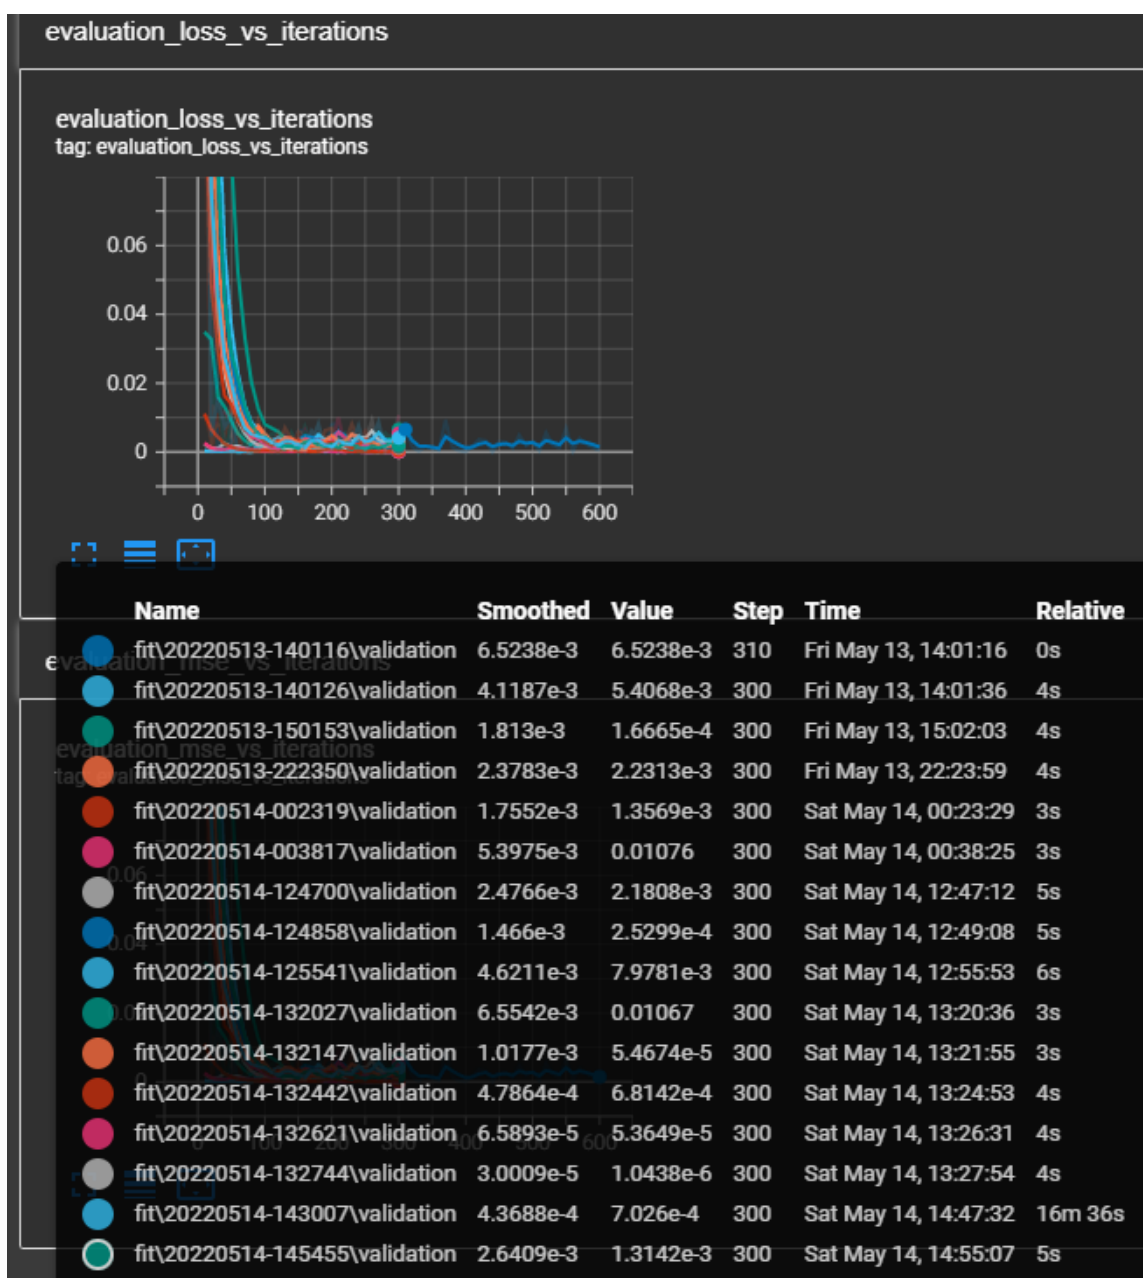 evaluation_loss_vs_iterations
evaluation_loss_vs_iterations
tag: evaluation_loss_vs_iterations
0.06
0.04
0.02
0
0 100 200 300 400 500 600
Name Smoothed Value Step Time Relative
fit\20220513-140116\validation 6.5238e-3 6.5238e-3 310 Fri May 13, 14:01:16 0s
evaluation_mse_vs_iterations
fit\20220513-140126\validation 4.1187e-3 5.4068e-3 300 Fri May 13, 14:01:36 4s
fit\20220513-150153\validation 1.813e-3 1.6665e-4 300 Fri May 13, 15:02:03 4s
evaluation_mse_vs_iterations
fit\20220513-222350\validation 2.3783e-3 2.2313e-3 300 Fri May 13, 22:23:59 4s
tag: evaluation_mse_vs_iterations
fit\20220514-002319\validation 1.7552e-3 1.3569e-3 300 Sat May 14, 00:23:29 3s
fit\20220514-003817\validation 5.3975e-3 0.01076 300 Sat May 14, 00:38:25 3s
0.06
fit\20220514-124700\validation 2.4766e-3 2.1808e-3 300 Sat May 14, 12:47:12 5s
fit\20220514-124858\validation 1.466e-3 2.5299e-4 300 Sat May 14, 12:49:08 5s
0.04
fit\20220514-125541\validation 4.6211e-3 7.9781e-3 300 Sat May 14, 12:55:53 6s
fit\20220514-132027\validation 6.5542e-3 0.01067 300 Sat May 14, 13:20:36 3s
fit\20220514-132147\validation 1.0177e-3 5.4674e-5 300 Sat May 14, 13:21:55 3s
0
fit\20220514-132442\validation 4.7864e-4 6.8142e-4 300 Sat May 14, 13:24:53 4s
fit\20220514-132621\validation 6.5893e-5 5.3649e-5 300 Sat May 14, 13:26:31 4s
0 100 200 300 400 500 600
fit\20220514-132744\validation 3.0009e-5 1.0438e-6 300 Sat May 14, 13:27:54 4s
fit\20220514-143007\validation 4.3688e-4 7.026e-4 300 Sat May 14, 14:47:32 16m 36s
fit\20220514-145455\validation 2.6409e-3 1.3142e-3 300 Sat May 14, 14:55:07 5s